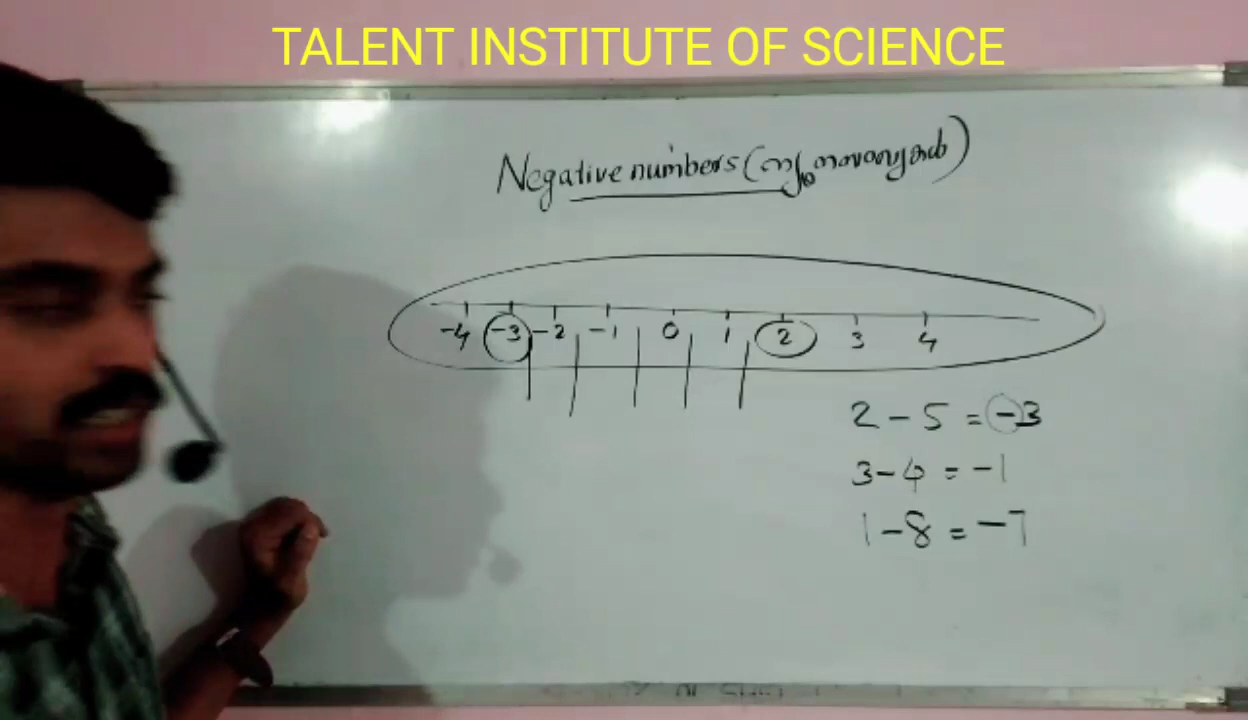 TALENT INSTITUTE OF SCIENCE
Negative numbers (ന്യൂനസംഖ്യകൾ)
-4 -3 -2 -1 0 1 2 3 4
2 - 5 = -3
3 - 4 = -1
1 - 8 = -7